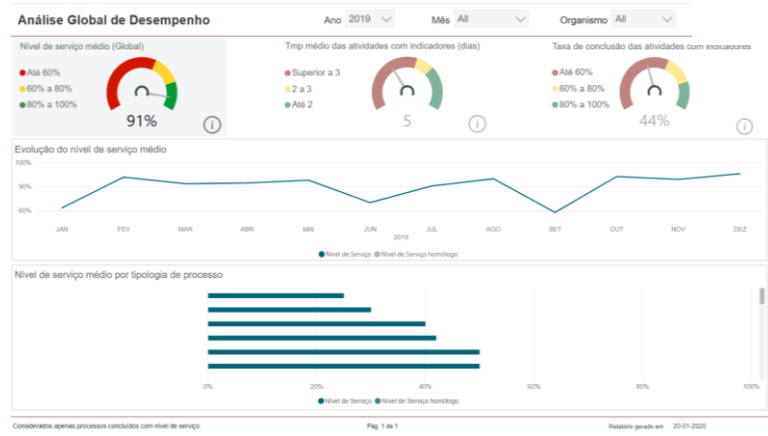 Análise Global de Desempenho
Ano 2019 Mês All Organismo All
Nível de serviço médio (Global)
Até 60%
60% a 80%
80% a 100%
91%
Tmp médio das atividades com indicadores (dias)
Superior a 3
2 a 3
Até 2
5
Taxa de conclusão das atividades com indicadores
Até 60%
60% a 80%
80% a 100%
44%
Evolução do nível de serviço médio
100%
90%
80%
JAN FEV MAR ABR MAI JUN JUL AGO SET OUT NOV DEZ
2019
Nível de Serviço Nível de Serviço homólogo
Nível de serviço médio por tipologia de processo
0% 20% 40% 60% 80% 100%
Nível de Serviço Nível de Serviço homólogo
Considerados apenas processos concluídos com nível de serviço Pág. 1 de 1 Relatório gerado em : 20-01-2020